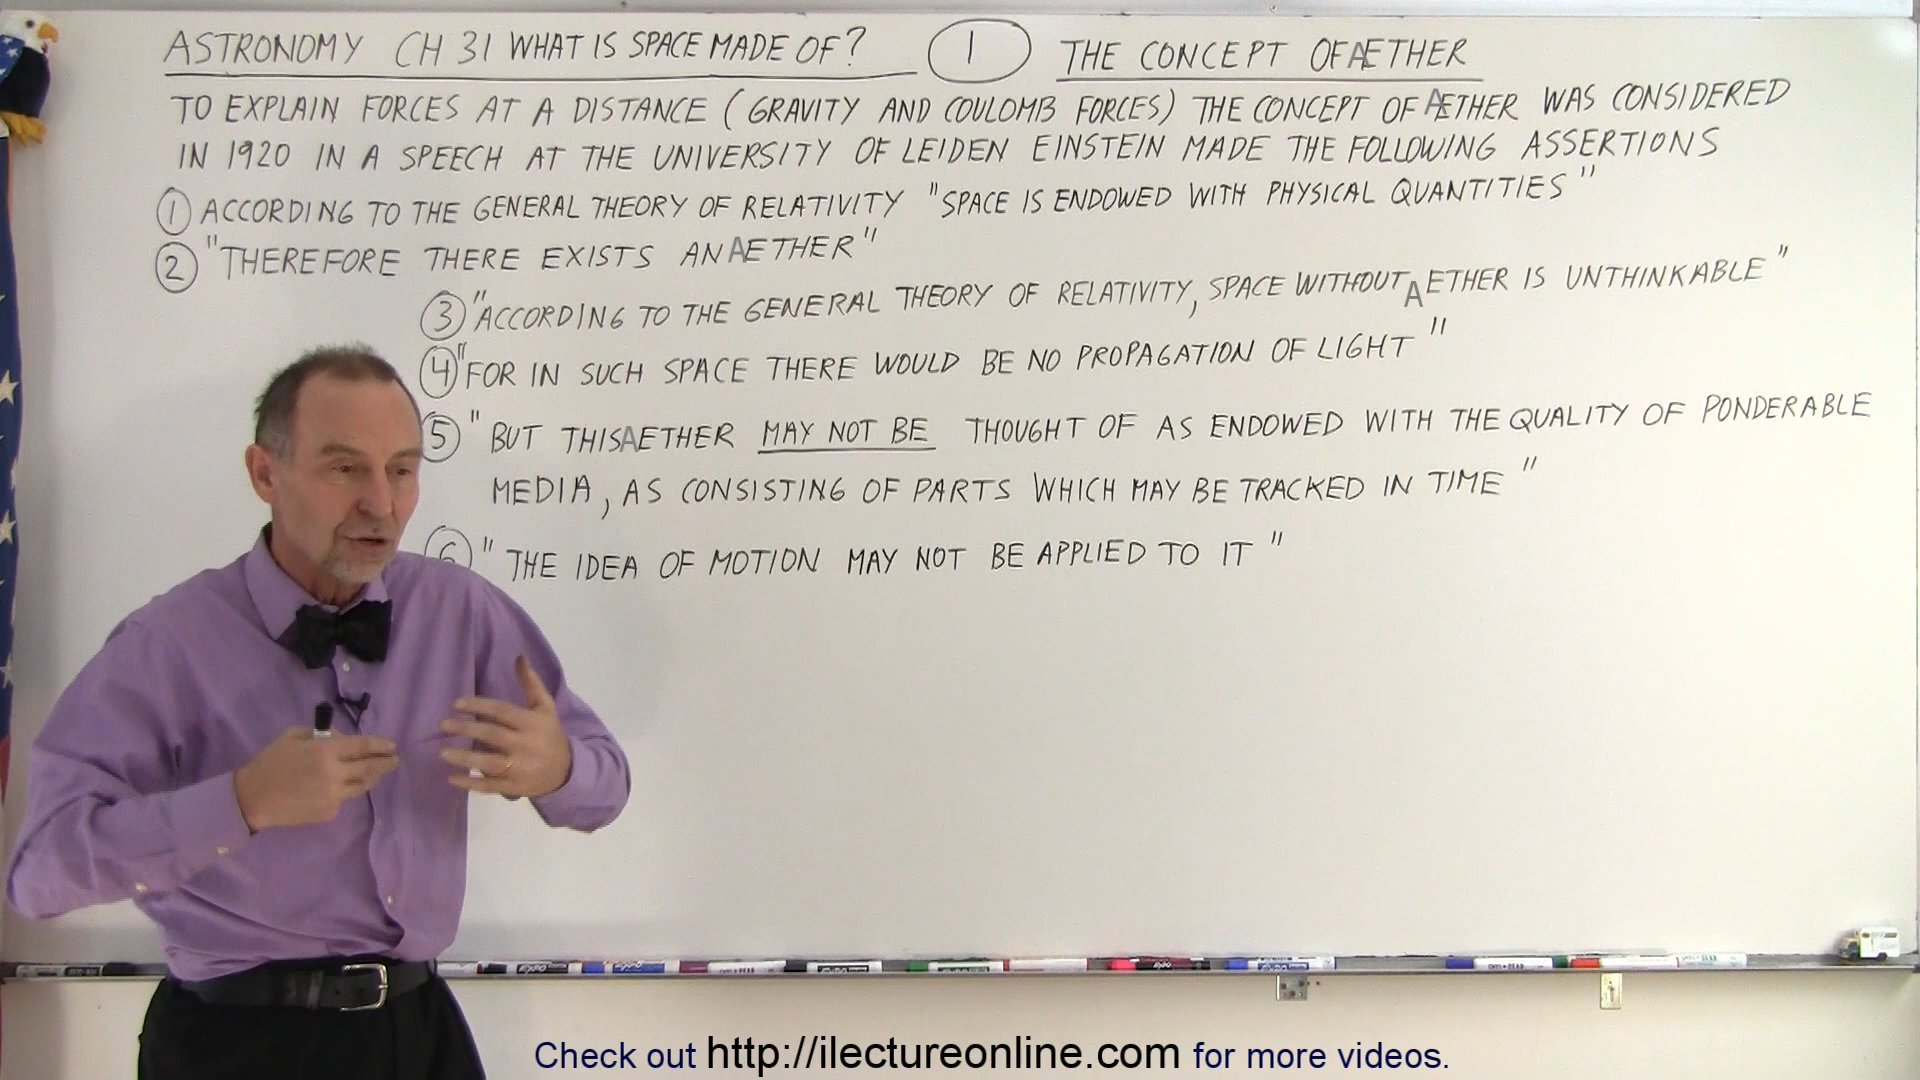 ASTRONOMY CH 31 WHAT IS SPACE MADE OF? 1 THE CONCEPT OF AETHER
TO EXPLAIN FORCES AT A DISTANCE (GRAVITY AND COULOMB FORCES) THE CONCEPT OF AETHER WAS CONSIDERED
IN 1920 IN A SPEECH AT THE UNIVERSITY OF LEIDEN EINSTEIN MADE THE FOLLOWING ASSERTIONS
1 ACCORDING TO THE GENERAL THEORY OF RELATIVITY "SPACE IS ENDOWED WITH PHYSICAL QUANTITIES"
2 "THEREFORE THERE EXISTS AN AETHER"
3 "ACCORDING TO THE GENERAL THEORY OF RELATIVITY, SPACE WITHOUT AETHER IS UNTHINKABLE"
4 "FOR IN SUCH SPACE THERE WOULD BE NO PROPAGATION OF LIGHT"
5 "BUT THIS AETHER MAY NOT BE THOUGHT OF AS ENDOWED WITH THE QUALITY OF PONDERABLE
MEDIA, AS CONSISTING OF PARTS WHICH MAY BE TRACKED IN TIME"
6 "THE IDEA OF MOTION MAY NOT BE APPLIED TO IT"
Check out http://ilectureonline.com for more videos.